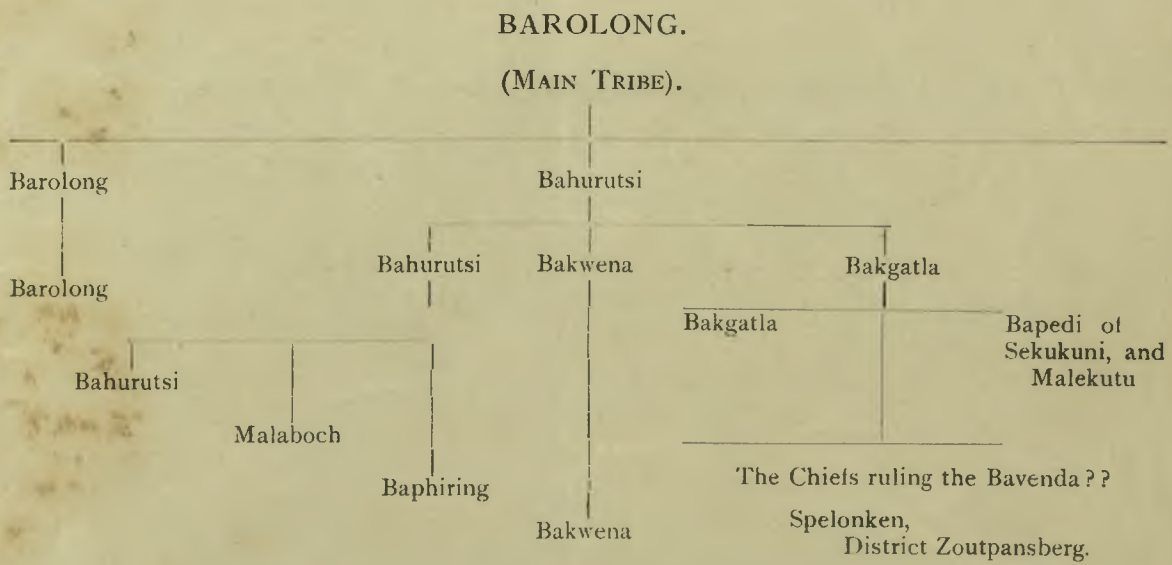 BAROLONG.
(MAIN TRIBE).
Barolong
Bahurutsi
Bahurutsi
Bakwena
Bakgatla
Barolong
Bakgatla
Bapedi of
Sekukuni, and
Malekutu
Bahurutsi
Malaboch
Baphiring
The Chiefs ruling the Bavenda??
Bakwena
Spelonken,
District Zoutpansberg.